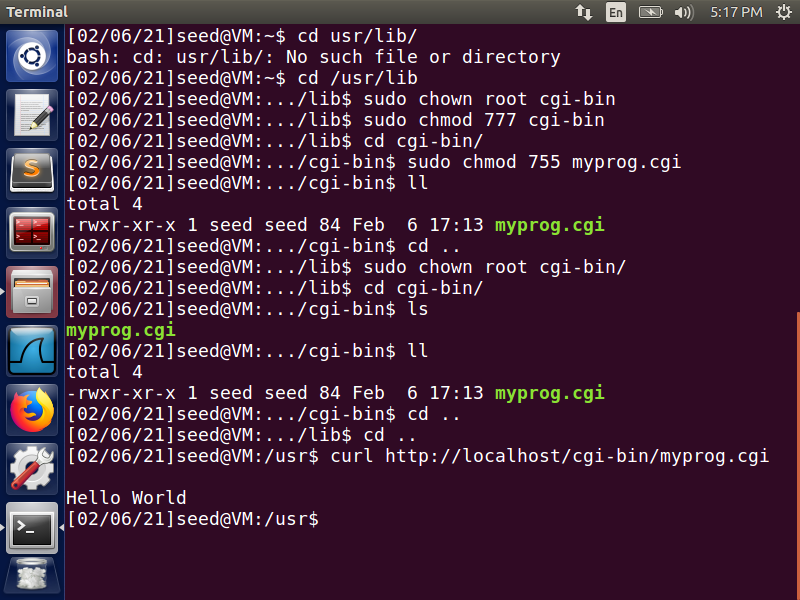 Terminal
En
5:17 PM
[02/06/21]seed@VM:~$ cd usr/lib/
bash: cd: usr/lib/: No such file or directory
[02/06/21]seed@VM:~$ cd /usr/lib
[02/06/21]seed@VM:.../lib$ sudo chown root cgi-bin
[02/06/21]seed@VM:.../lib$ sudo chmod 777 cgi-bin
[02/06/21]seed@VM:.../lib$ cd cgi-bin/
[02/06/21]seed@VM:.../cgi-bin$ sudo chmod 755 myprog.cgi
[02/06/21]seed@VM:.../cgi-bin$ ll
total 4
-rwxr-xr-x 1 seed seed 84 Feb  6 17:13 myprog.cgi
[02/06/21]seed@VM:.../cgi-bin$ cd ..
[02/06/21]seed@VM:.../lib$ sudo chown root cgi-bin/
[02/06/21]seed@VM:.../lib$ cd cgi-bin/
[02/06/21]seed@VM:.../cgi-bin$ ls
myprog.cgi
[02/06/21]seed@VM:.../cgi-bin$ ll
total 4
-rwxr-xr-x 1 seed seed 84 Feb  6 17:13 myprog.cgi
[02/06/21]seed@VM:.../cgi-bin$ cd ..
[02/06/21]seed@VM:.../lib$ cd ..
[02/06/21]seed@VM:/usr$ curl http://localhost/cgi-bin/myprog.cgi

Hello World
[02/06/21]seed@VM:/usr$